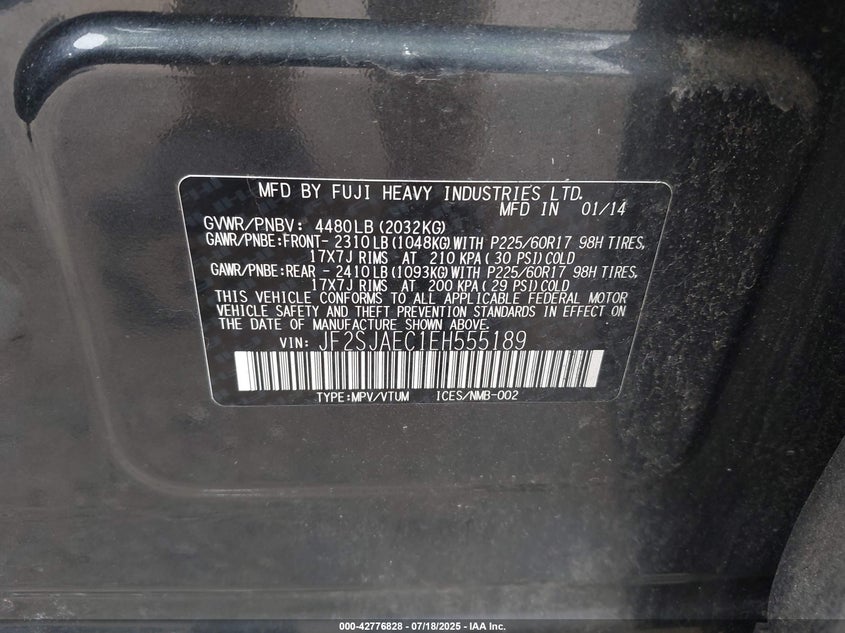 MFD BY FUJI HEAVY INDUSTRIES LTD.
MFD IN 01/14
GVWR/PNBV: 4480LB(2032KG)
GAWR/PNBE:FRONT- 2310LB(1048KG)WITH P225/60R17 98H TIRES,
17X7J RIMS AT 210 KPA(30 PSI)COLD
GAWR/PNBE:REAR - 2410LB(1093KG)WITH P225/60R17 98H TIRES,
17X7J RIMS AT 200 KPA(29 PSI)COLD
THIS VEHICLE CONFORMS TO ALL APPLICABLE FEDERAL MOTOR
VEHICLE SAFETY AND THEFT PREVENTION STANDARDS IN EFFECT ON
THE DATE OF MANUFACTURE SHOWN ABOVE.
VIN: JF2SJAEC1EH555189
TYPE:MPV/VTUM ICES/NMB-002
000-42776828 - 07/18/2025 - IAA Inc.